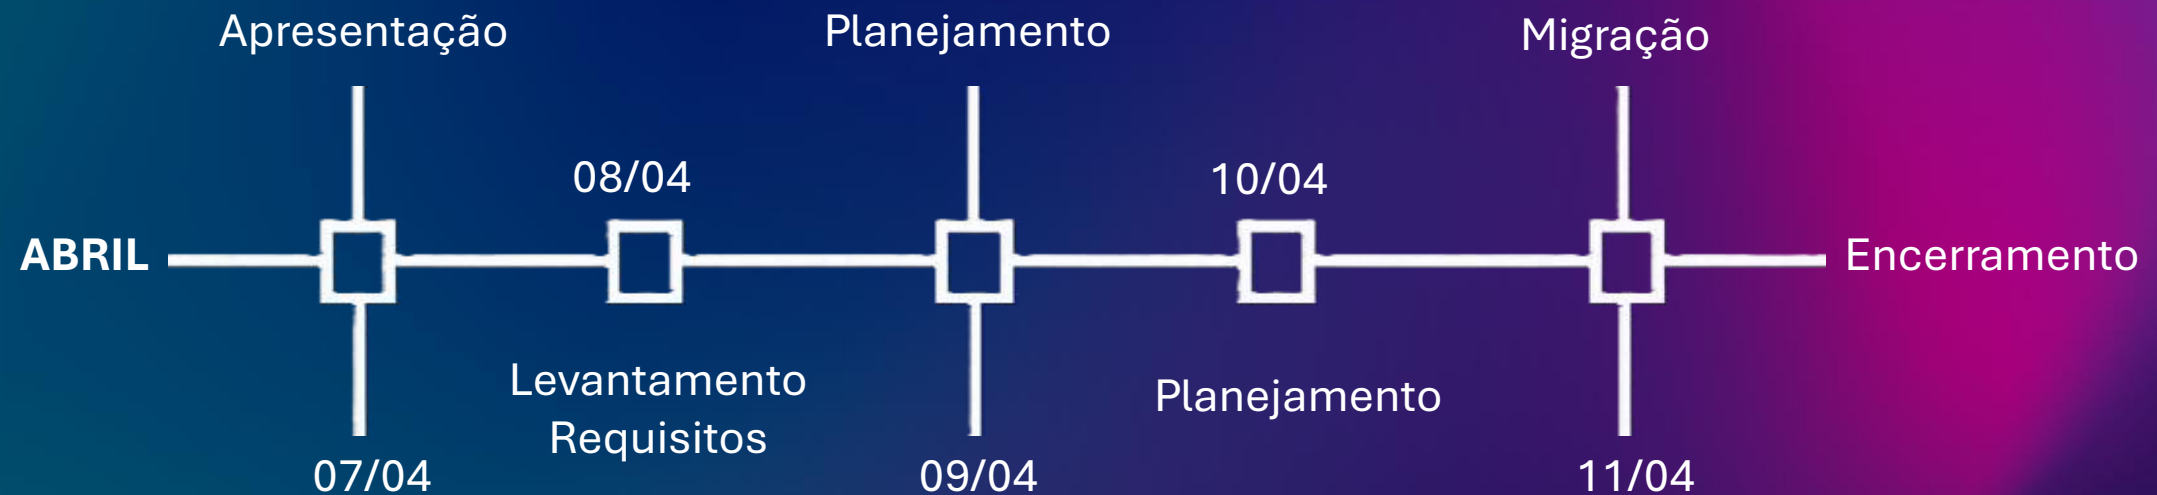 Apresentação
Planejamento
Migração
08/04
10/04
ABRIL
Encerramento
Levantamento
Requisitos
Planejamento
07/04
09/04
11/04